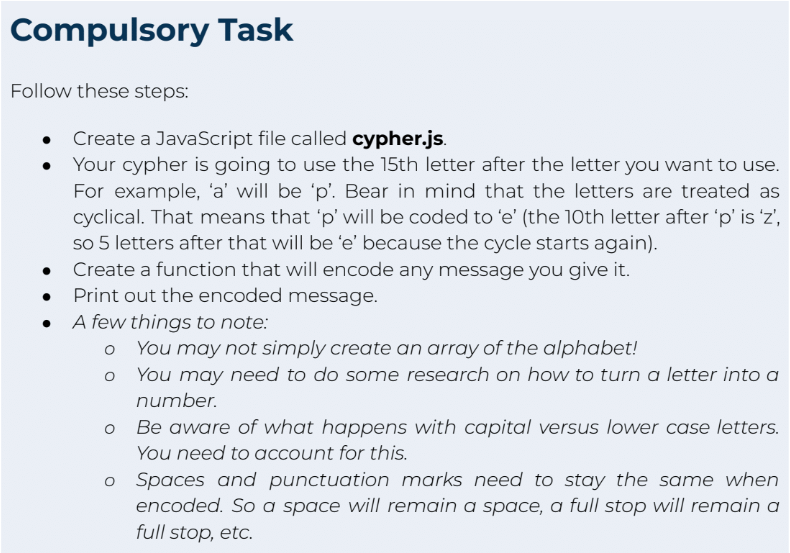 Compulsory Task
Follow these steps:
● Create a JavaScript file called cypher.js.
● Your cypher is going to use the 15th letter after the letter you want to use.
For example, ‘a’ will be ‘p’. Bear in mind that the letters are treated as
cyclical. That means that ‘p’ will be coded to ‘e’ (the 10th letter after ‘p’ is ‘z’,
so 5 letters after that will be ‘e’ because the cycle starts again).
● Create a function that will encode any message you give it.
● Print out the encoded message.
● A few things to note:
o You may not simply create an array of the alphabet!
o You may need to do some research on how to turn a letter into a
number.
o Be aware of what happens with capital versus lower case letters.
You need to account for this.
o Spaces and punctuation marks need to stay the same when
encoded. So a space will remain a space, a full stop will remain a
full stop, etc.